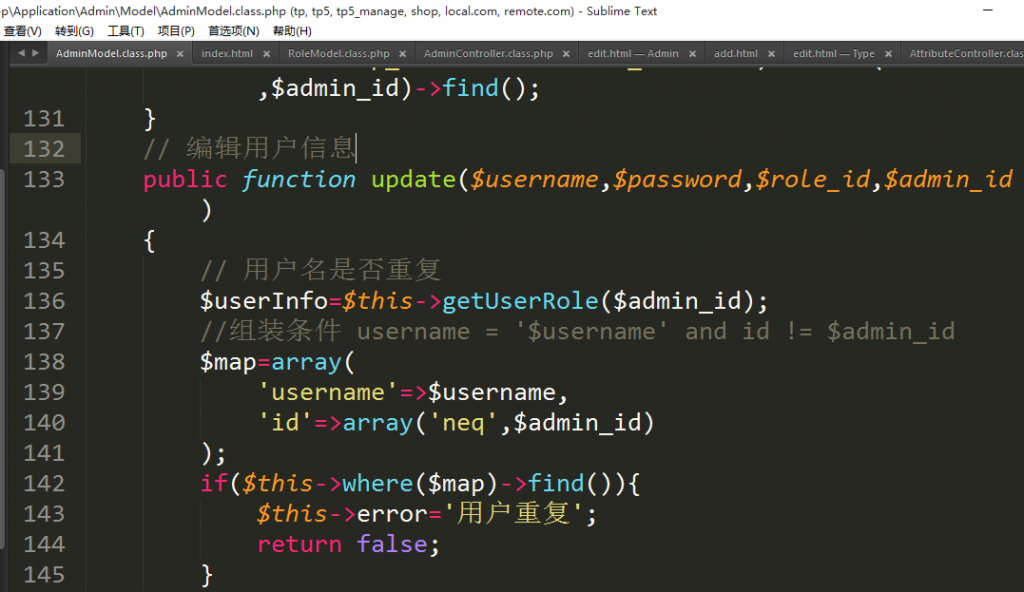 p\Application\Admin\Model\AdminModel.class.php (tp, tp5, tp5_manage, shop, local.com, remote.com) - Sublime Text
查看(V) 转到(G) 工具(T) 项目(P) 首选项(N) 帮助(H)
AdminModel.class.php × index.html × RoleModel.class.php × AdminController.class.php × edit.html — Admin × add.html × edit.html — Type × AttributeController.clas
,$admin_id)->find();
131 }
132 // 编辑用户信息
133 public function update($username,$password,$role_id,$admin_id
)
134 {
135 // 用户名是否重复
136 $userInfo=$this->getUserRole($admin_id);
137 //组装条件 username = '$username' and id != $admin_id
138 $map=array(
139 'username'=>$username,
140 'id'=>array('neq',$admin_id)
141 );
142 if($this->where($map)->find()){
143 $this->error='用户重复';
144 return false;
145 }